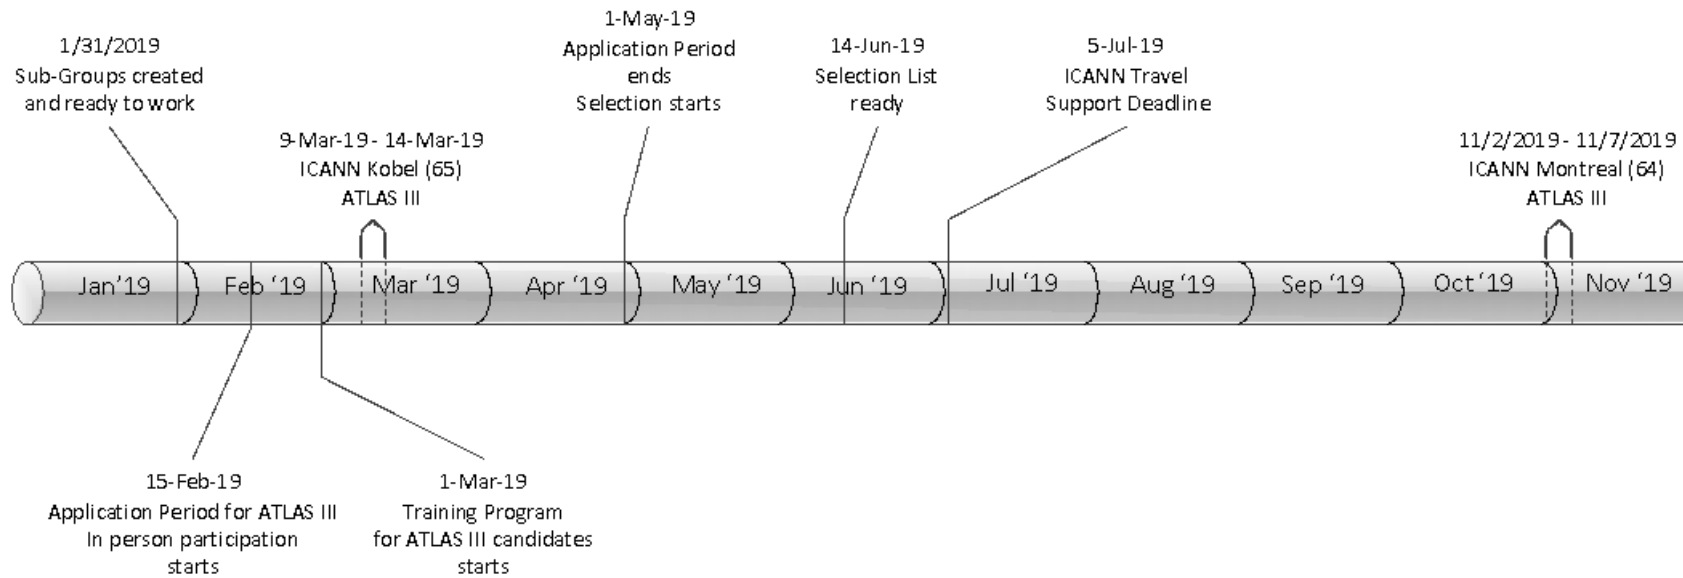 1/31/2019
Sub-Groups created
and ready to work
9-Mar-19 - 14-Mar-19
ICANN Kobel (65)
ATLAS III
1-May-19
Application Period
ends
Selection starts
14-Jun-19
Selection List
ready
5-Jul-19
ICANN Travel
Support Deadline
11/2/2019 - 11/7/2019
ICANN Montreal (64)
ATLAS III
Jan‘19
Feb ‘19
Mar ‘19
Apr ‘19
May ‘19
Jun ‘19
Jul ‘19
Aug ‘19
Sep ‘19
Oct ‘19
Nov ‘19
15-Feb-19
Application Period for ATLAS III
In person participation
starts
1-Mar-19
Training Program
for ATLAS III candidates
starts